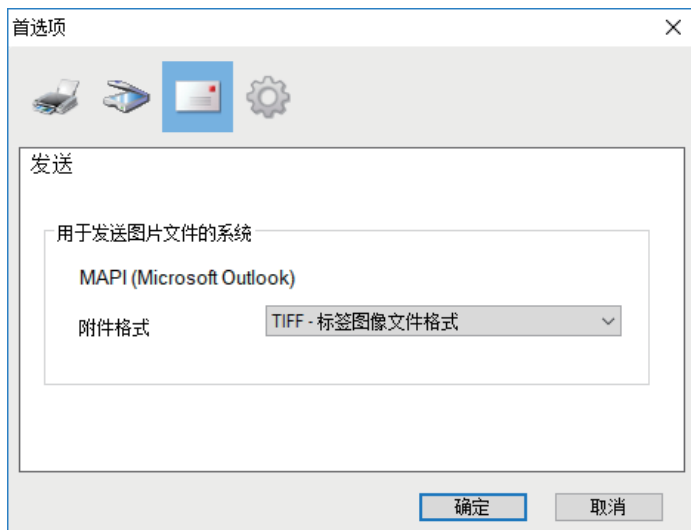 首选项
发送
用于发送图片文件的系统
MAPI (Microsoft Outlook)
附件格式
TIFF - 标签图像文件格式
确定
取消